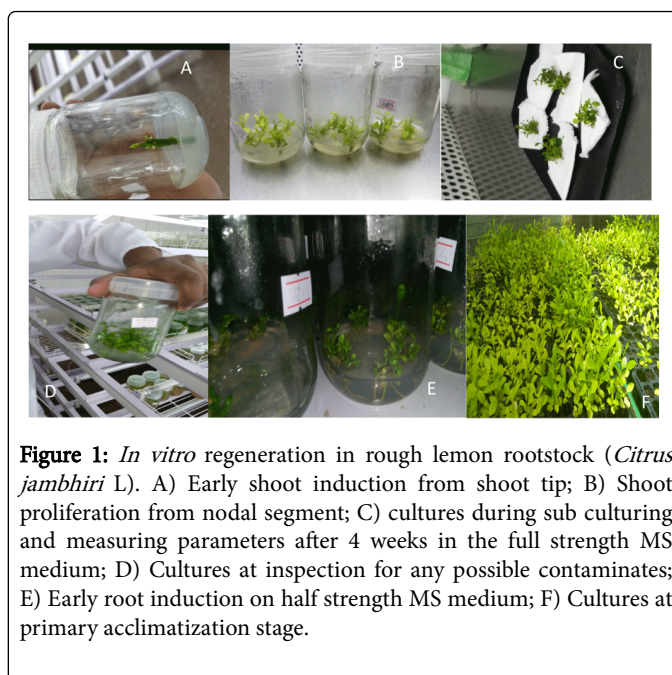 A
B
C
D
E
F
Figure 1: In vitro regeneration in rough lemon rootstock (Citrus
jambhiri L). A) Early shoot induction from shoot tip; B) Shoot
proliferation from nodal segment; C) cultures during sub culturing
and measuring parameters after 4 weeks in the full strength MS
medium; D) Cultures at inspection for any possible contaminates;
E) Early root induction on half strength MS medium; F) Cultures at
primary acclimatization stage.